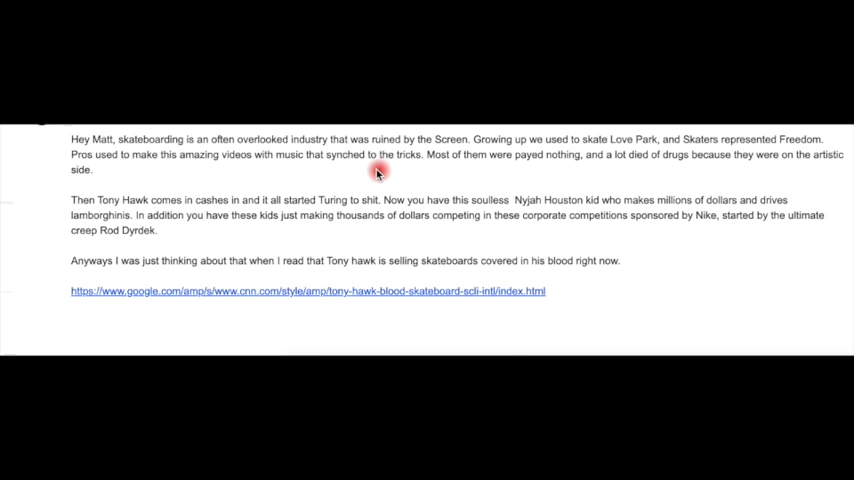 Hey Matt, skateboarding is an often overlooked industry that was ruined by the Screen. Growing up we used to skate Love Park, and Skaters represented Freedom.
Pros used to make this amazing videos with music that synched to the tricks. Most of them were payed nothing, and a lot died of drugs because they were on the artistic
side.
Then Tony Hawk comes in cashes in and it all started Turing to shit. Now you have this soulless  Nyjah Houston kid who makes millions of dollars and drives
lamborghinis. In addition you have these kids just making thousands of dollars competing in these corporate competitions sponsored by Nike, started by the ultimate
creep Rod Dyrdek.
Anyways I was just thinking about that when I read that Tony hawk is selling skateboards covered in his blood right now.
https://www.google.com/amp/s/www.cnn.com/style/amp/tony-hawk-blood-skateboard-scli-intl/index.html